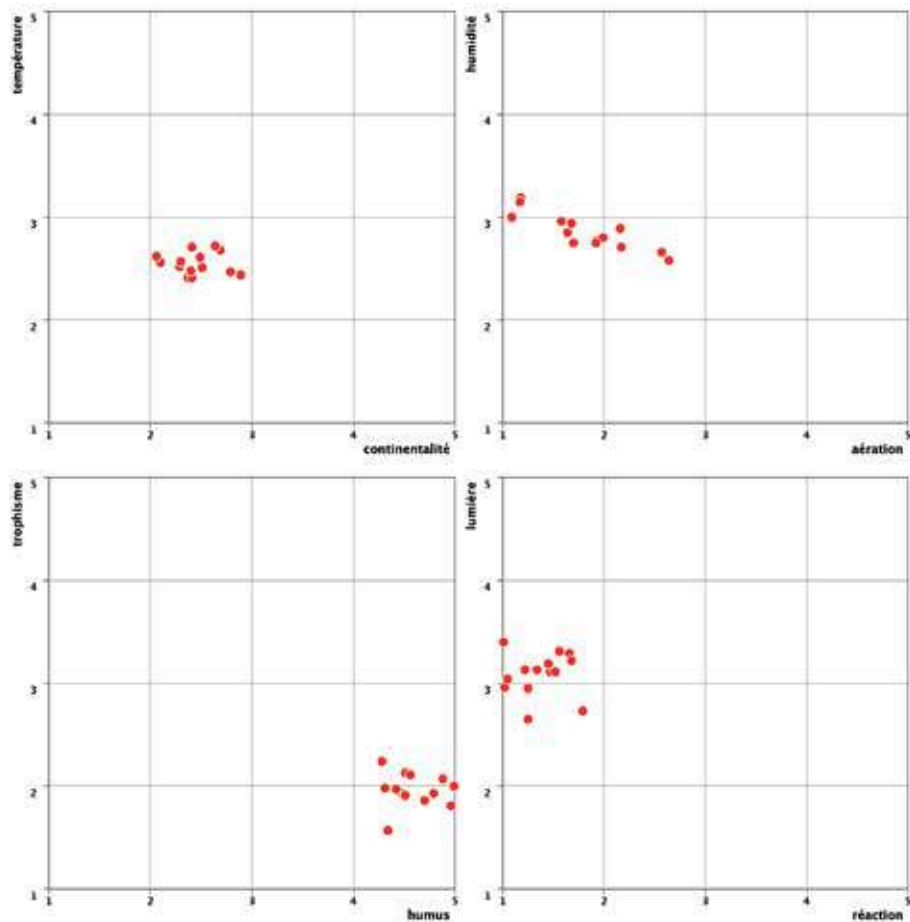 5 5
température humidité
4 4
3 3
2 2
1 1
1 2 3 4 5 1 2 3 4 5
continentalité aération
5 5
trophisme lumière
4 4
3 3
2 2
1 1
1 2 3 4 5 1 2 3 4 5
humus réaction